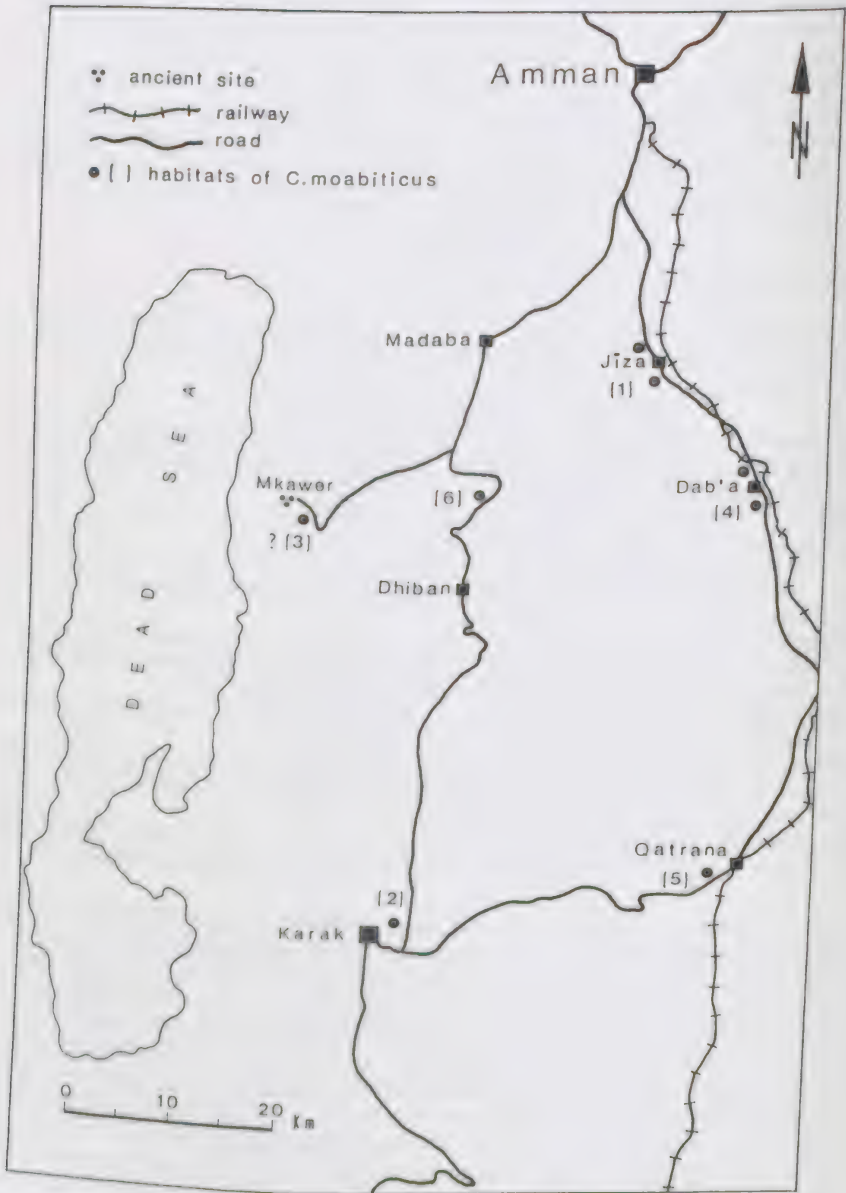 ancient site
railway
road
[ ] habitats of C.moabiticus
Amman
N
Madaba
Jīza
[1]
DEAD SEA
Mkawer
? [3]
[6]
Dab'a
[4]
Dhiban
Qatrana
[5]
[2]
Karak
0 10 20 Km